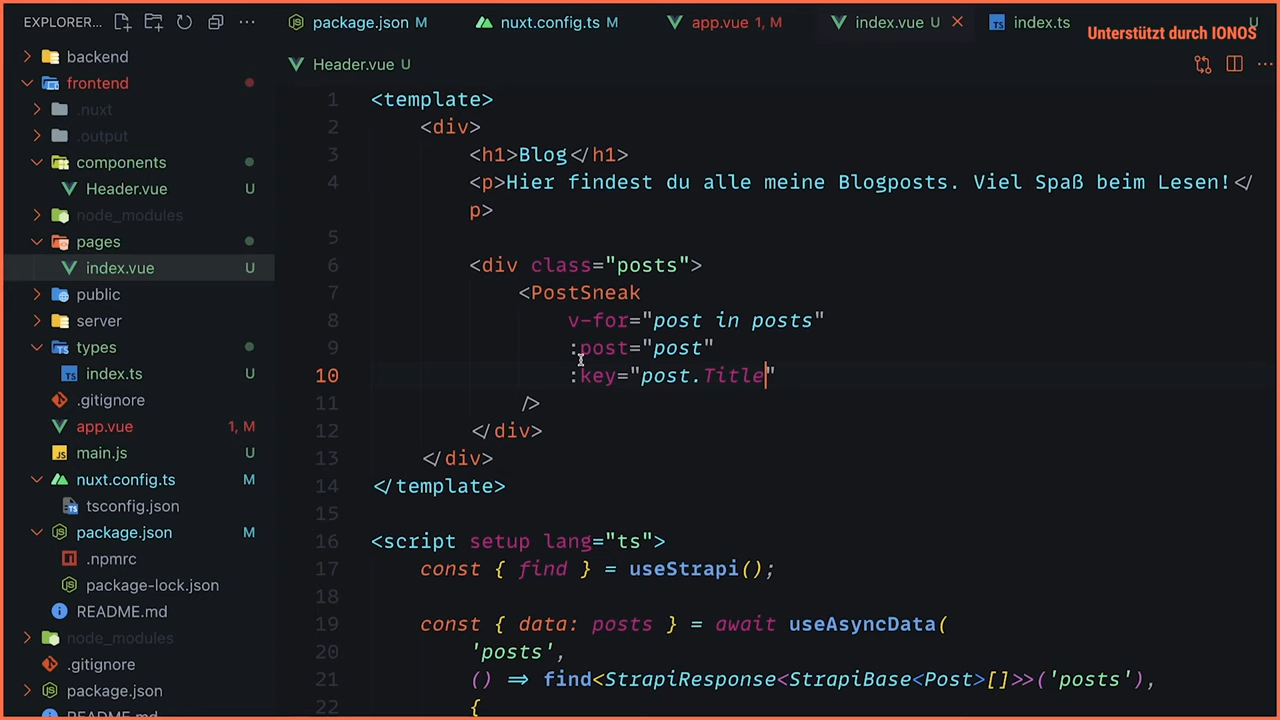 EXPLORER...
package.json M
nuxt.config.ts M
app.vue 1, M
index.vue U
index.ts U
Unterstützt durch IONOS
Header.vue U
backend
frontend
.nuxt
.output
components
Header.vue U
node_modules
pages
index.vue U
public
server
types
index.ts U
.gitignore
app.vue 1, M
main.js U
nuxt.config.ts M
tsconfig.json
package.json M
.npmrc
package-lock.json
README.md
node_modules
.gitignore
package.json
README.md
1 <template>
2 <div>
3 <h1>Blog</h1>
4 <p>Hier findest du alle meine Blogposts. Viel Spaß beim Lesen!</
p>
5
6 <div class="posts">
7 <PostSneak
8 v-for="post in posts"
9 :post="post"
10 :key="post.Title"
11 />
12 </div>
13 </div>
14 </template>
15
16 <script setup lang="ts">
17 const { find } = useStrapi();
18
19 const { data: posts } = await useAsyncData(
20 'posts',
21 () => find<StrapiResponse<StrapiBase<Post>[]>>('posts'),
22 {